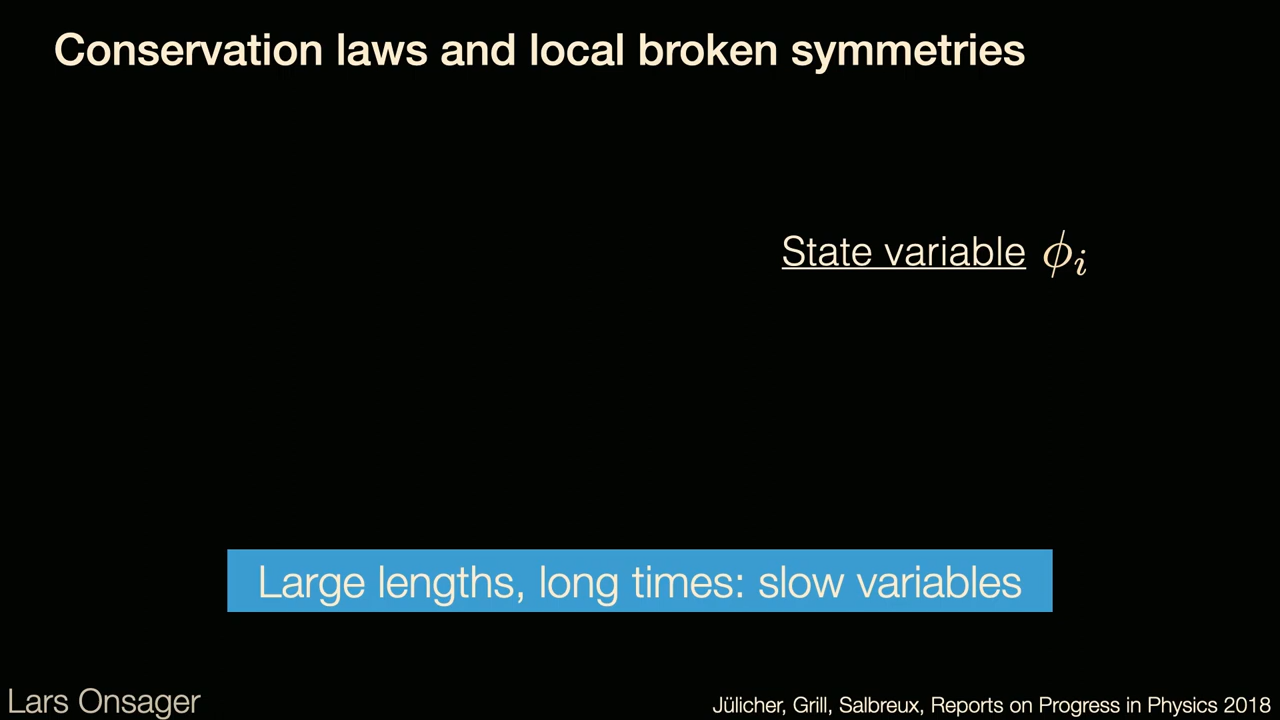 Conservation laws and local broken symmetries
State variable ϕᵢ
Large lengths, long times: slow variables
Lars Onsager
Jülicher, Grill, Salbreux, Reports on Progress in Physics 2018